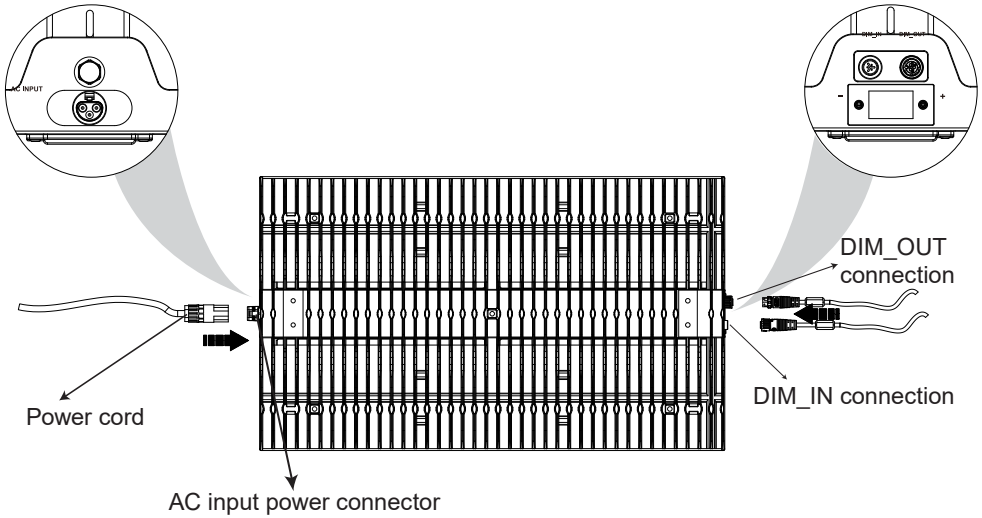 AC INPUT
DIM_IN DIM_OUT
- +
DIM_OUT
connection
Power cord
DIM_IN connection
AC input power connector